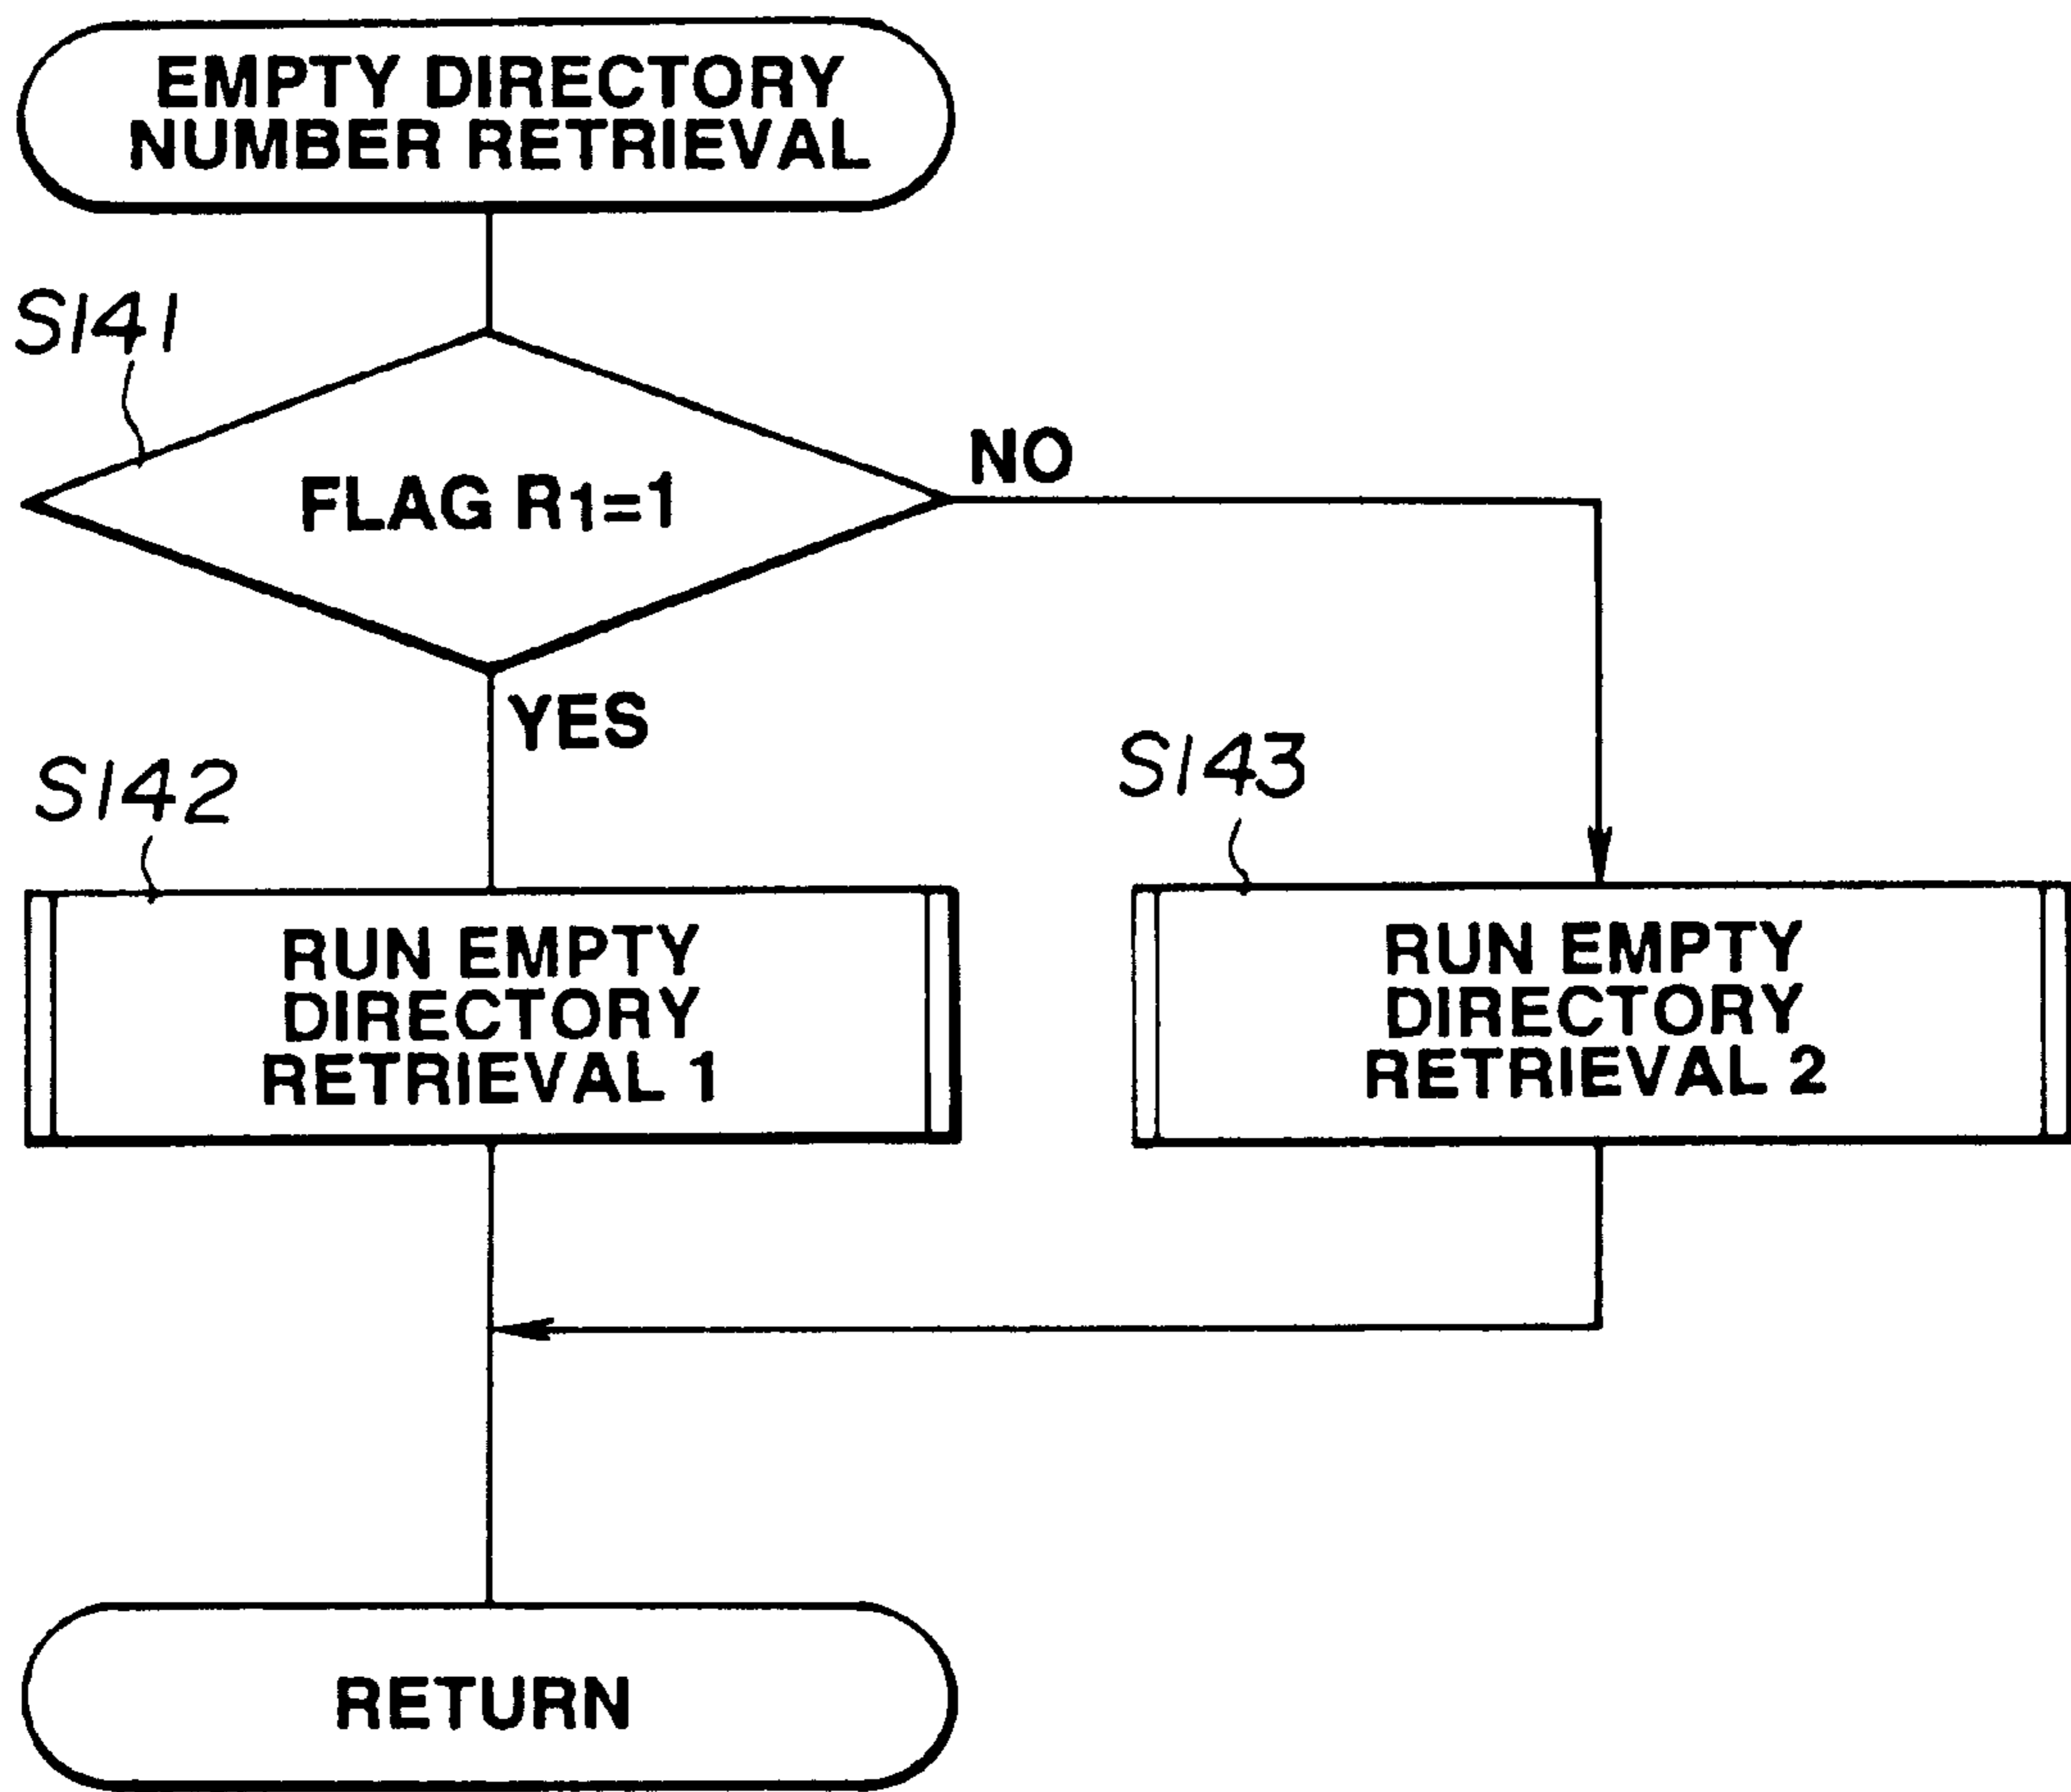 EMPTY DIRECTORY
NUMBER RETRIEVAL
S141
FLAG R1=1
NO
YES
S142
S143
RUN EMPTY
DIRECTORY
RETRIEVAL 1
RUN EMPTY
DIRECTORY
RETRIEVAL 2
RETURN